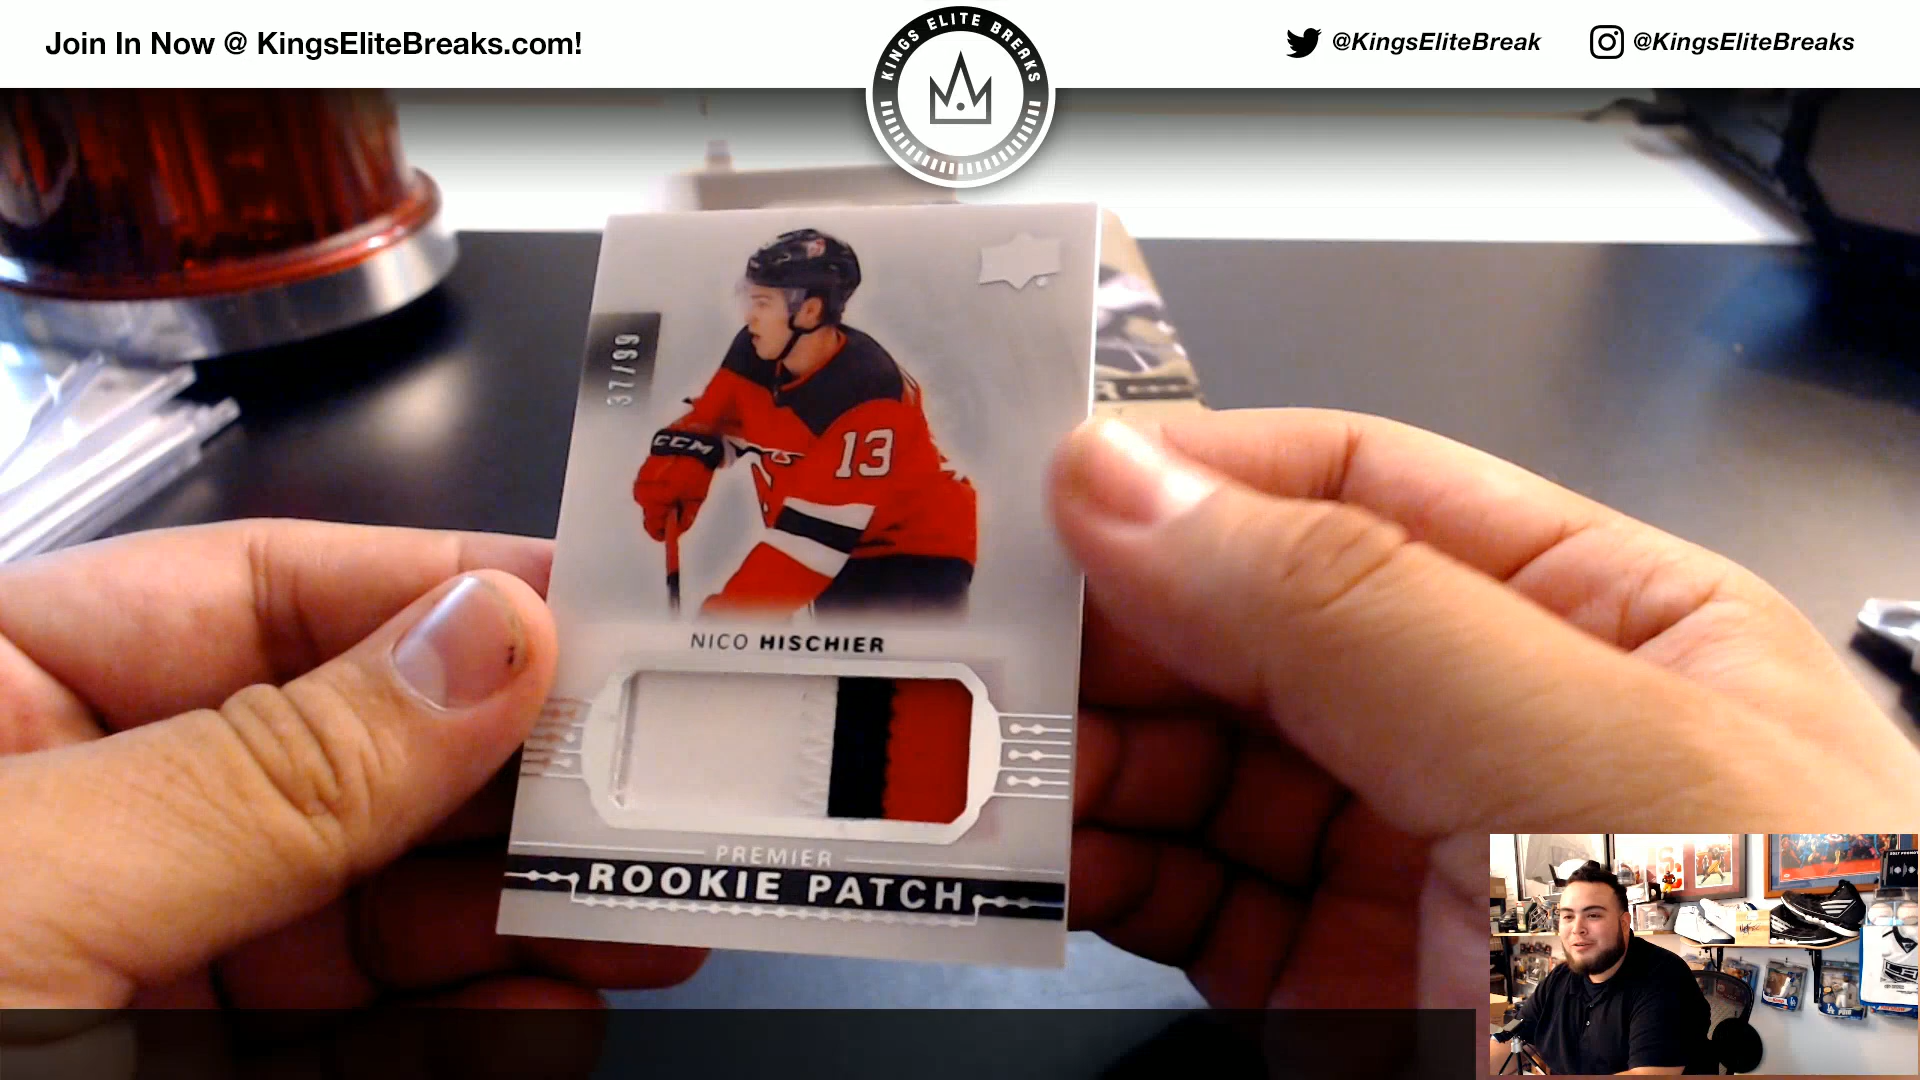 Join In Now @ KingsEliteBreaks.com!
KINGS ELITE BREAKS
@KingsEliteBreak
@KingsEliteBreaks
37/99
CCM
13
NICO HISCHIER
PREMIER
ROOKIE PATCH